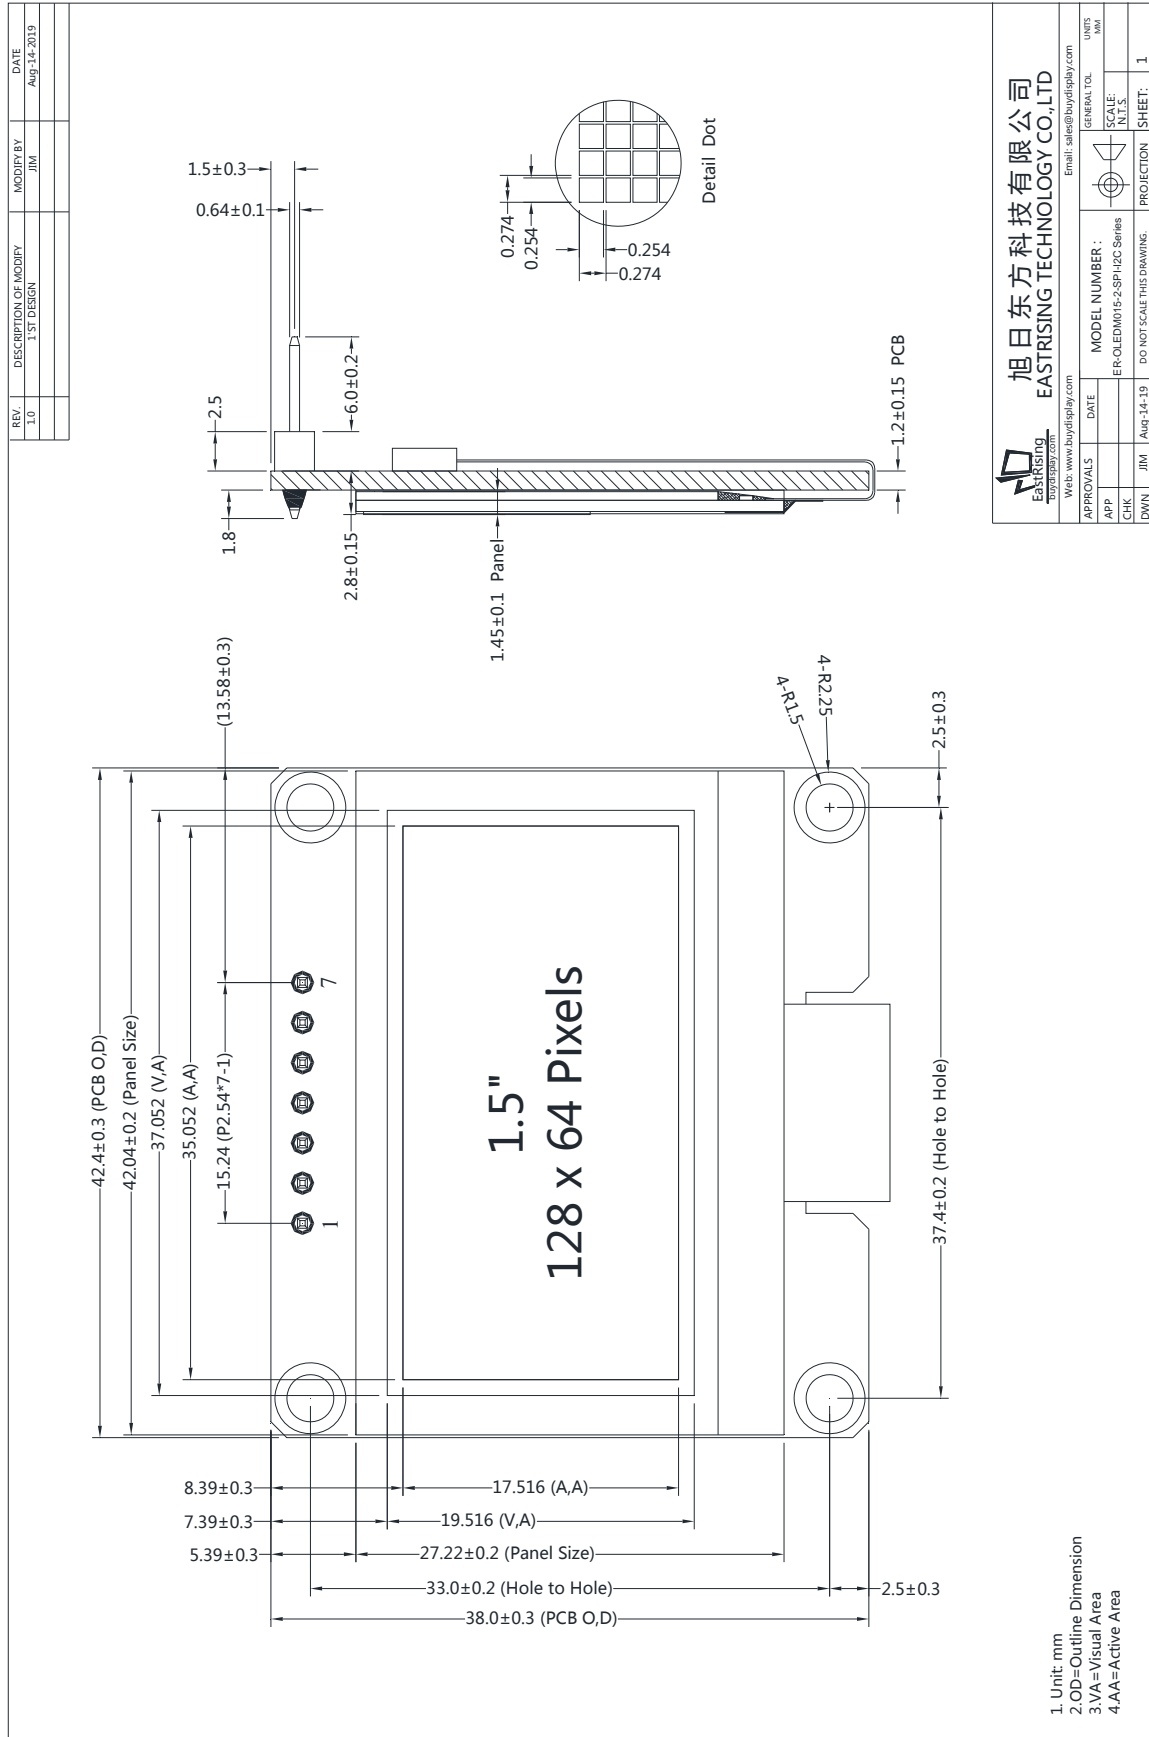 REV.
DESCRIPTION OF MODIFY
MODIFY BY
DATE
1.0
1'ST DESIGN
JIM
Aug-14-2019
1.5±0.3
0.64±0.1
2.5
6.0±0.2
1.8
2.8±0.15
1.45±0.1 Panel
1.2±0.15 PCB
0.274
0.254
0.254
0.274
Detail Dot
42.4±0.3 (PCB O,D)
42.04±0.2 (Panel Size)
37.052 (V,A)
35.052 (A,A)
15.24 (P2.54*7-1)
(13.58±0.3)
1
7
1.5"
128 x 64 Pixels
4-R1.5
4-R2.25
2.5±0.3
37.4±0.2 (Hole to Hole)
8.39±0.3
17.516 (A,A)
7.39±0.3
19.516 (V,A)
5.39±0.3
27.22±0.2 (Panel Size)
33.0±0.2 (Hole to Hole)
2.5±0.3
38.0±0.3 (PCB O,D)
1. Unit: mm
2.OD=Outline Dimension
3.VA=Visual Area
4.AA=Active Area
EastRising
buydisplay.com
旭日东方科技有限公司
EASTRISING TECHNOLOGY CO.,LTD
Web: www.buydisplay.com
Email: sales@buydisplay.com
APPROVALS
DATE
MODEL NUMBER :
ER-OLEDM015-2-SPI-I2C Series
GENERAL TOL.
UNITS
MM
APP
CHK
DWN
JIM
Aug-14-19
DO NOT SCALE THIS DRAWING.
PROJECTION
SCALE:
N.T.S.
SHEET: 1